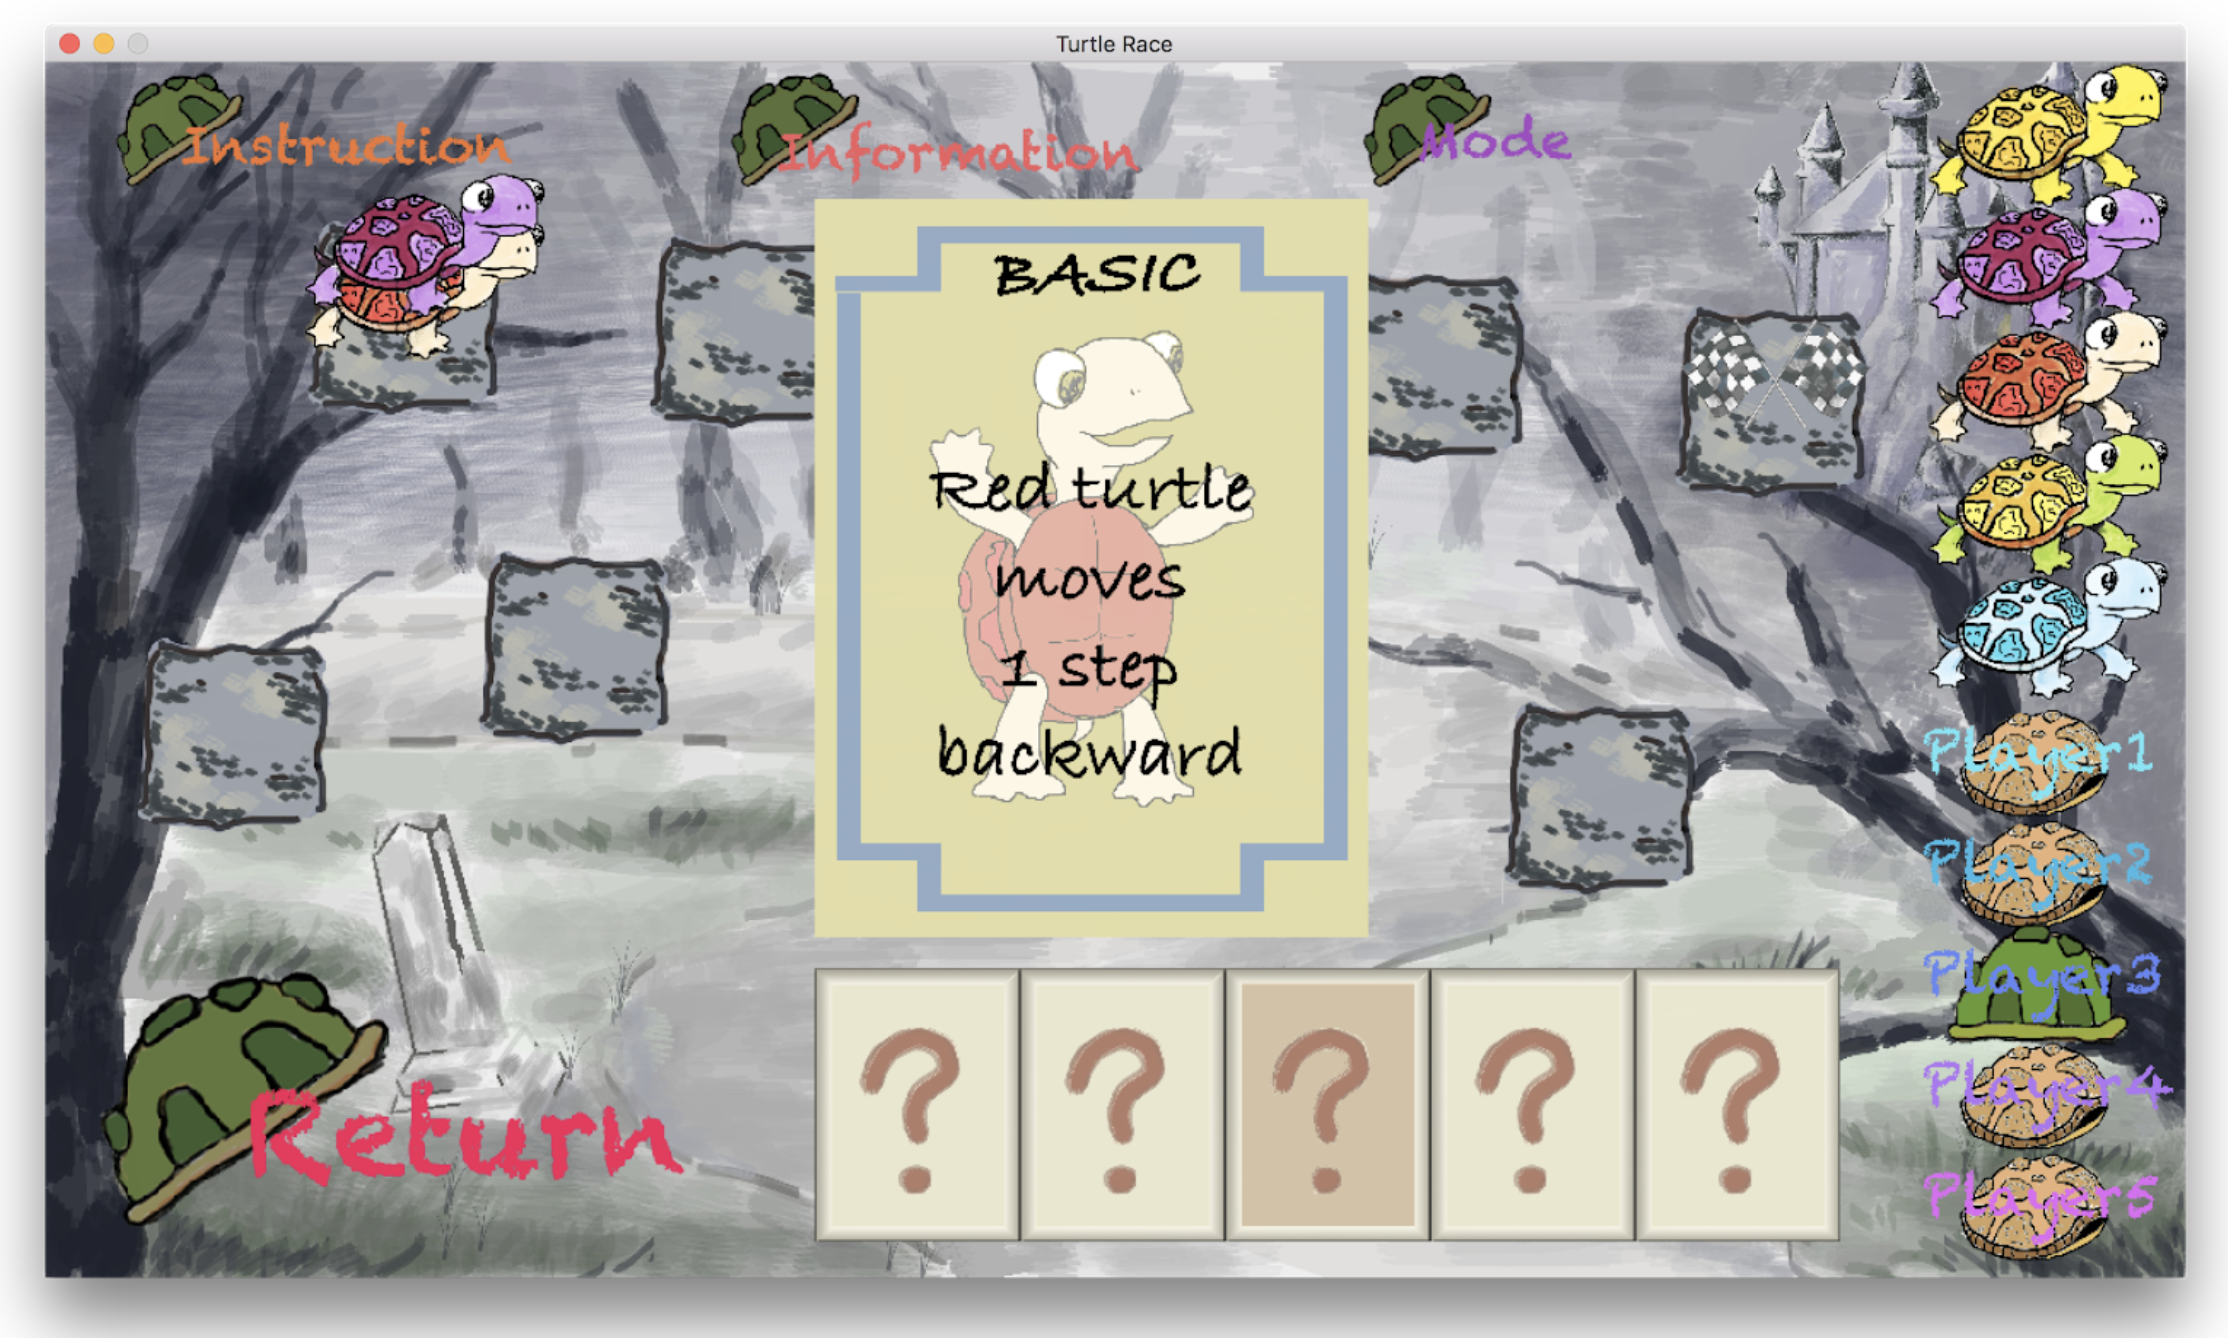 Turtle Race
Instruction
Information
Mode
BASIC
Red turtle
moves
1 step
backward
Player1
Player2
Player3
Player4
Player5
Return
?
?
?
?
?